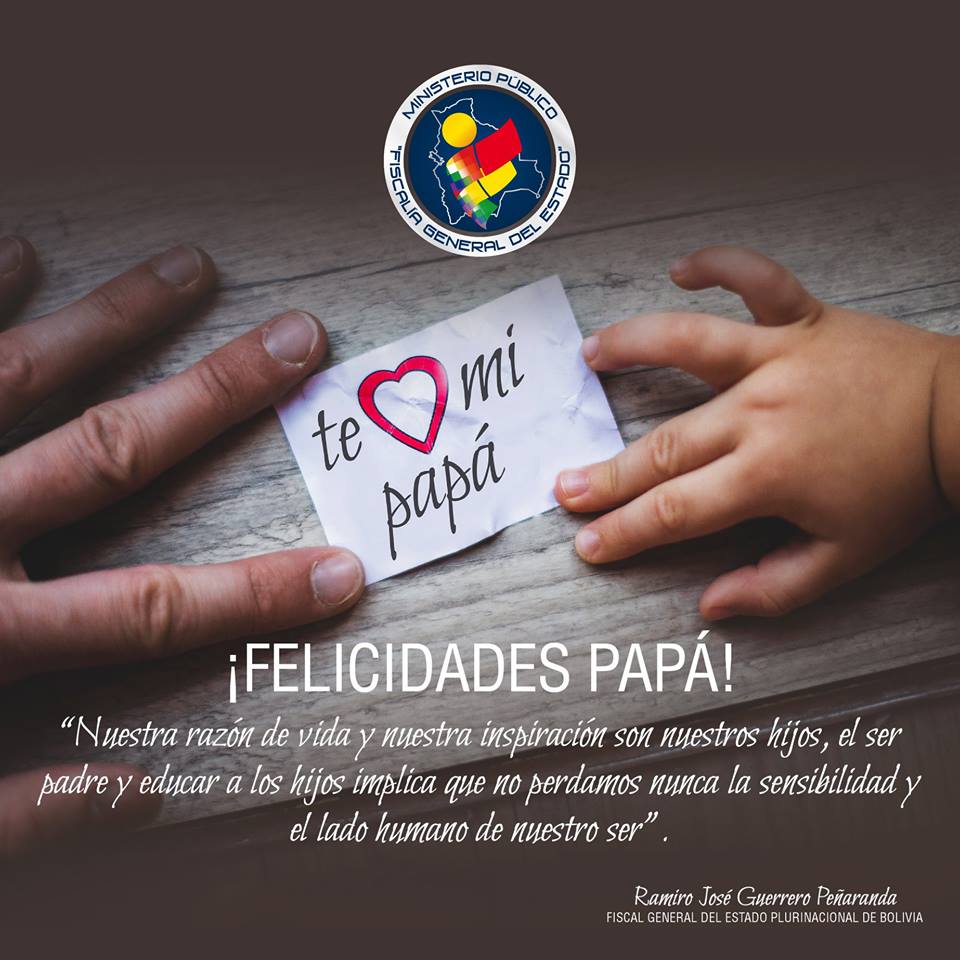 MINISTERIO PÚBLICO
"FISCALÍA GENERAL DEL ESTADO"
te mi
papá
¡FELICIDADES PAPÁ!
“Nuestra razón de vida y nuestra inspiración son nuestros hijos, el ser
padre y educar a los hijos implica que no perdamos nunca la sensibilidad y
el lado humano de nuestro ser” .
Ramiro José Guerrero Peñaranda
FISCAL GENERAL DEL ESTADO PLURINACIONAL DE BOLIVIA